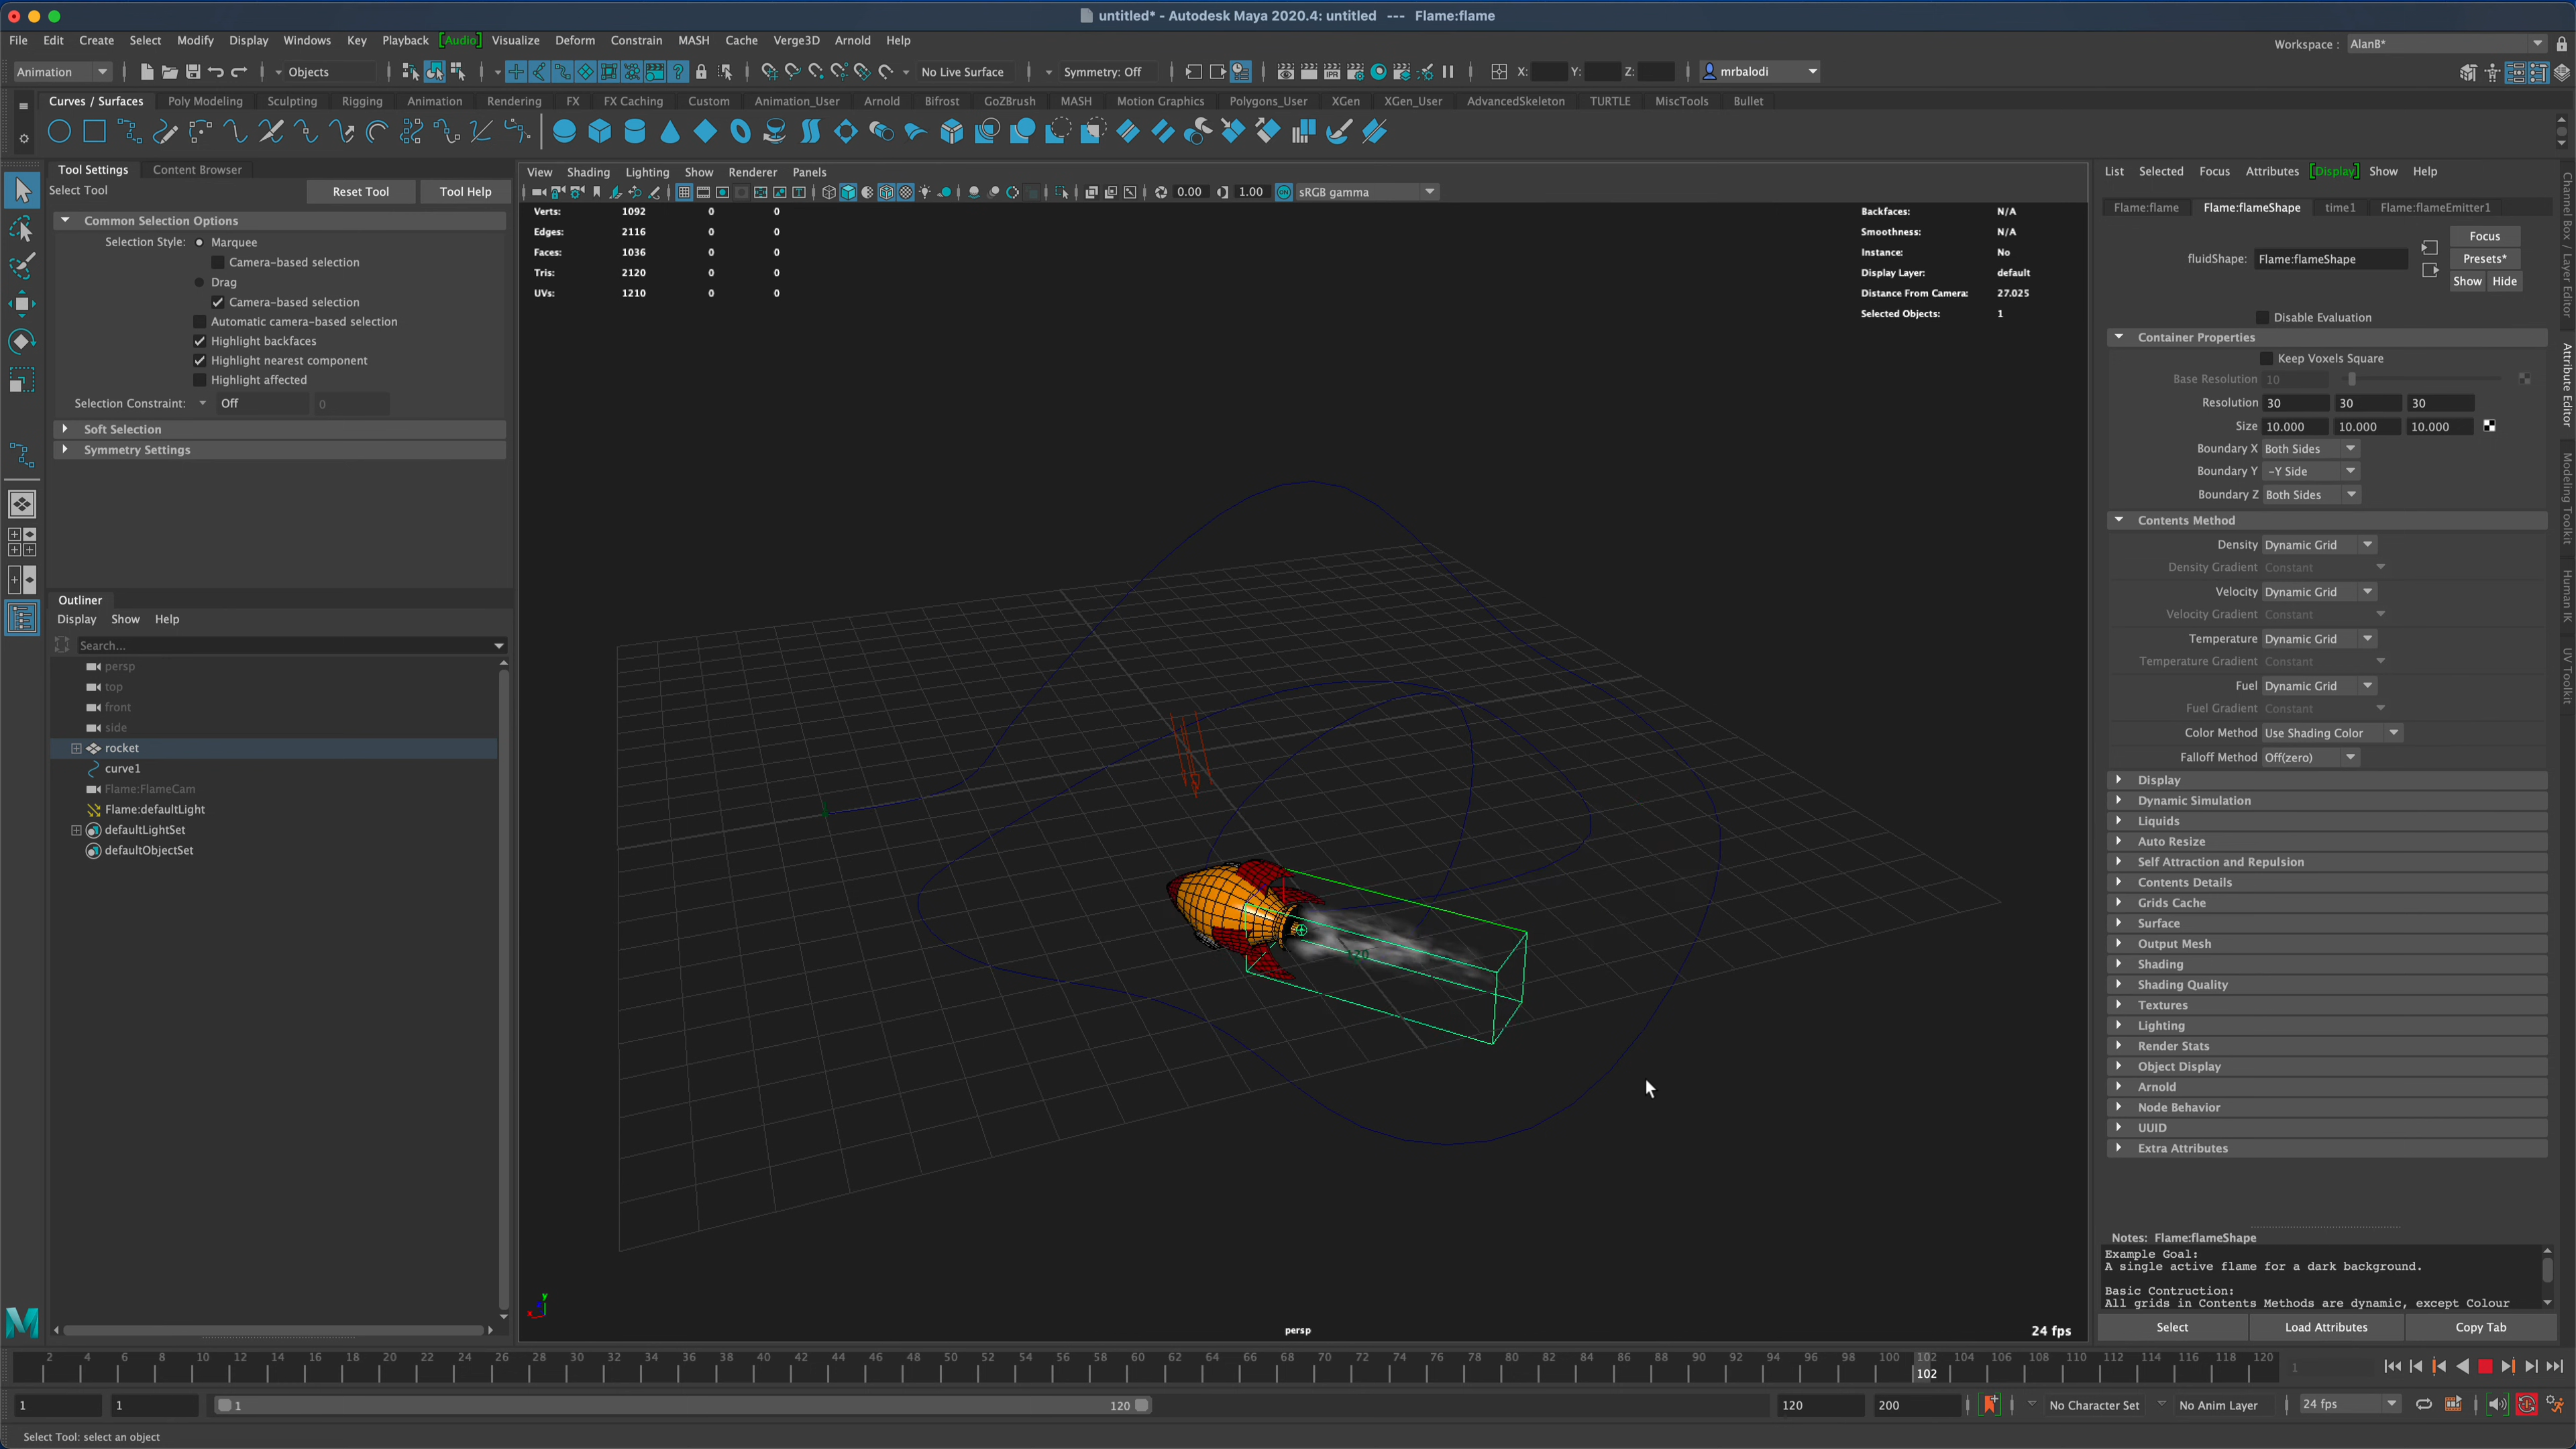 untitled* - Autodesk Maya 2020.4: untitled --- Flame:flame
File Edit Create Select Modify Display Windows Key Playback [Audio] Visualize Deform Constrain MASH Cache Verge3D Arnold Help
Workspace : AlanB*
Animation Objects No Live Surface Symmetry: Off X: Y: Z: mrbalodi
Curves / Surfaces Poly Modeling Sculpting Rigging Animation Rendering FX FX Caching Custom Animation_User Arnold Bifrost GoZBrush MASH Motion Graphics Polygons_User XGen XGen_User AdvancedSkeleton TURTLE MiscTools Bullet
Tool Settings Content Browser
Select Tool Reset Tool Tool Help
Common Selection Options
Selection Style: Marquee
Camera-based selection
Drag
Camera-based selection
Automatic camera-based selection
Highlight backfaces
Highlight nearest component
Highlight affected
Selection Constraint: Off 0
Soft Selection
Symmetry Settings
Outliner
Display Show Help
Search...
persp
top
front
side
rocket
curve1
Flame:FlameCam
Flame:defaultLight
defaultLightSet
defaultObjectSet
View Shading Lighting Show Renderer Panels
0.00 1.00 ON sRGB gamma
Verts: 1092 0 0
Edges: 2116 0 0
Faces: 1036 0 0
Tris: 2120 0 0
UVs: 1210 0 0
Backfaces: N/A
Smoothness: N/A
Instance: No
Display Layer: default
Distance From Camera: 27.025
Selected Objects: 1
y
x
persp
24 fps
List Selected Focus Attributes [Display] Show Help
Flame:flame Flame:flameShape time1 Flame:flameEmitter1
Focus
fluidShape: Flame:flameShape Presets*
Show Hide
Disable Evaluation
Container Properties
Keep Voxels Square
Base Resolution 10
Resolution 30 30 30
Size 10.000 10.000 10.000
Boundary X Both Sides
Boundary Y -Y Side
Boundary Z Both Sides
Contents Method
Density Dynamic Grid
Density Gradient Constant
Velocity Dynamic Grid
Velocity Gradient Constant
Temperature Dynamic Grid
Temperature Gradient Constant
Fuel Dynamic Grid
Fuel Gradient Constant
Color Method Use Shading Color
Falloff Method Off(zero)
Display
Dynamic Simulation
Liquids
Auto Resize
Self Attraction and Repulsion
Contents Details
Grids Cache
Surface
Output Mesh
Shading
Shading Quality
Textures
Lighting
Render Stats
Object Display
Arnold
Node Behavior
UUID
Extra Attributes
Notes: Flame:flameShape
Example Goal:
A single active flame for a dark background.
Basic Contruction:
All grids in Contents Methods are dynamic, except Colour
Select Load Attributes Copy Tab
Channel Box / Layer Editor
Attribute Editor
Modeling Toolkit
Human IK
UV Toolkit
2 4 6 8 10 12 14 16 18 20 22 24 26 28 30 32 34 36 38 40 42 44 46 48 50 52 54 56 58 60 62 64 66 68 70 72 74 76 78 80 82 84 86 88 90 92 94 96 98 100 102 104 106 108 110 112 114 116 118 120 1
102
1 1 1 120 120 200 No Character Set No Anim Layer 24 fps
Select Tool: select an object